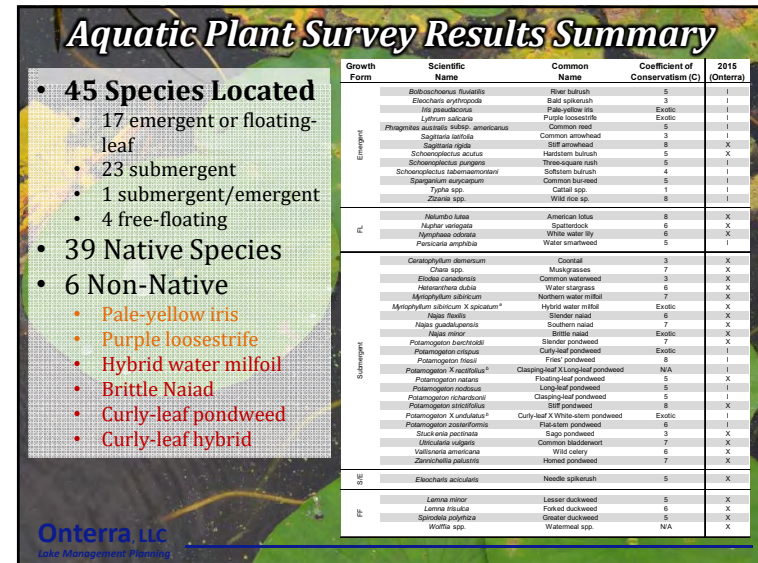 Aquatic Plant Survey Results Summary
• 45 Species Located
• 17 emergent or floating-
leaf
• 23 submergent
• 1 submergent/emergent
• 4 free-floating
• 39 Native Species
• 6 Non-Native
• Pale-yellow iris
• Purple loosestrife
• Hybrid water milfoil
• Brittle Naiad
• Curly-leaf pondweed
• Curly-leaf hybrid
Growth Scientific Common Coefficient of 2015
Form Name Name Conservatism (C) (Onterra)
Emergent
Bolboschoenus fluviatilis River bulrush 5 I
Eleocharis erythropoda Bald spikerush 3 I
Iris pseudacorus Pale-yellow iris Exotic I
Lythrum salicaria Purple loosestrife Exotic I
Phragmites australis subsp. americanus Common reed 5 I
Sagittaria latifolia Common arrowhead 3 I
Sagittaria rigida Stiff arrowhead 8 X
Schoenoplectus acutus Hardstem bulrush 5 X
Schoenoplectus pungens Three-square rush 5 I
Schoenoplectus tabernaemontani Softstem bulrush 4 I
Sparganium eurycarpum Common bur-reed 5 I
Typha spp. Cattail spp. 1 I
Zizania spp. Wild rice sp. 8 I
FL
Nelumbo lutea American lotus 8 X
Nuphar variegata Spatterdock 6 X
Nymphaea odorata White water lily 6 X
Persicaria amphibia Water smartweed 5 I
Submergent
Ceratophyllum demersum Coontail 3 X
Chara spp. Muskgrasses 7 X
Elodea canadensis Common waterweed 3 X
Heteranthera dubia Water stargrass 6 X
Myriophyllum sibiricum Northern water milfoil 7 X
Myriophyllum sibiricum X spicatum a Hybrid water milfoil Exotic X
Najas flexilis Slender naiad 6 X
Najas guadalupensis Southern naiad 7 X
Najas minor Brittle naiad Exotic X
Potamogeton berchtoldii Slender pondweed 7 X
Potamogeton crispus Curly-leaf pondweed Exotic I
Potamogeton friesii Fries' pondweed 8 I
Potamogeton X rectifolius b Clasping-leaf X Long-leaf pondweed N/A I
Potamogeton natans Floating-leaf pondweed 5 X
Potamogeton nodosus Long-leaf pondweed 5 I
Potamogeton richardsonii Clasping-leaf pondweed 5 I
Potamogeton strictifolius Stiff pondweed 8 X
Potamogeton X undulatus a Curly-leaf X White-stem pondweed Exotic I
Potamogeton zosteriformis Flat-stem pondweed 6 I
Stuckenia pectinata Sago pondweed 3 X
Utricularia vulgaris Common bladderwort 7 X
Vallisneria americana Wild celery 6 X
Zannichellia palustris Horned pondweed 7 X
S/E
Eleocharis acicularis Needle spikerush 5 X
FF
Lemna minor Lesser duckweed 5 X
Lemna trisulca Forked duckweed 6 X
Spirodela polyrhiza Greater duckweed 5 X
Wolffia spp. Watermeal spp. N/A X
Onterra, LLC
Lake Management Planning